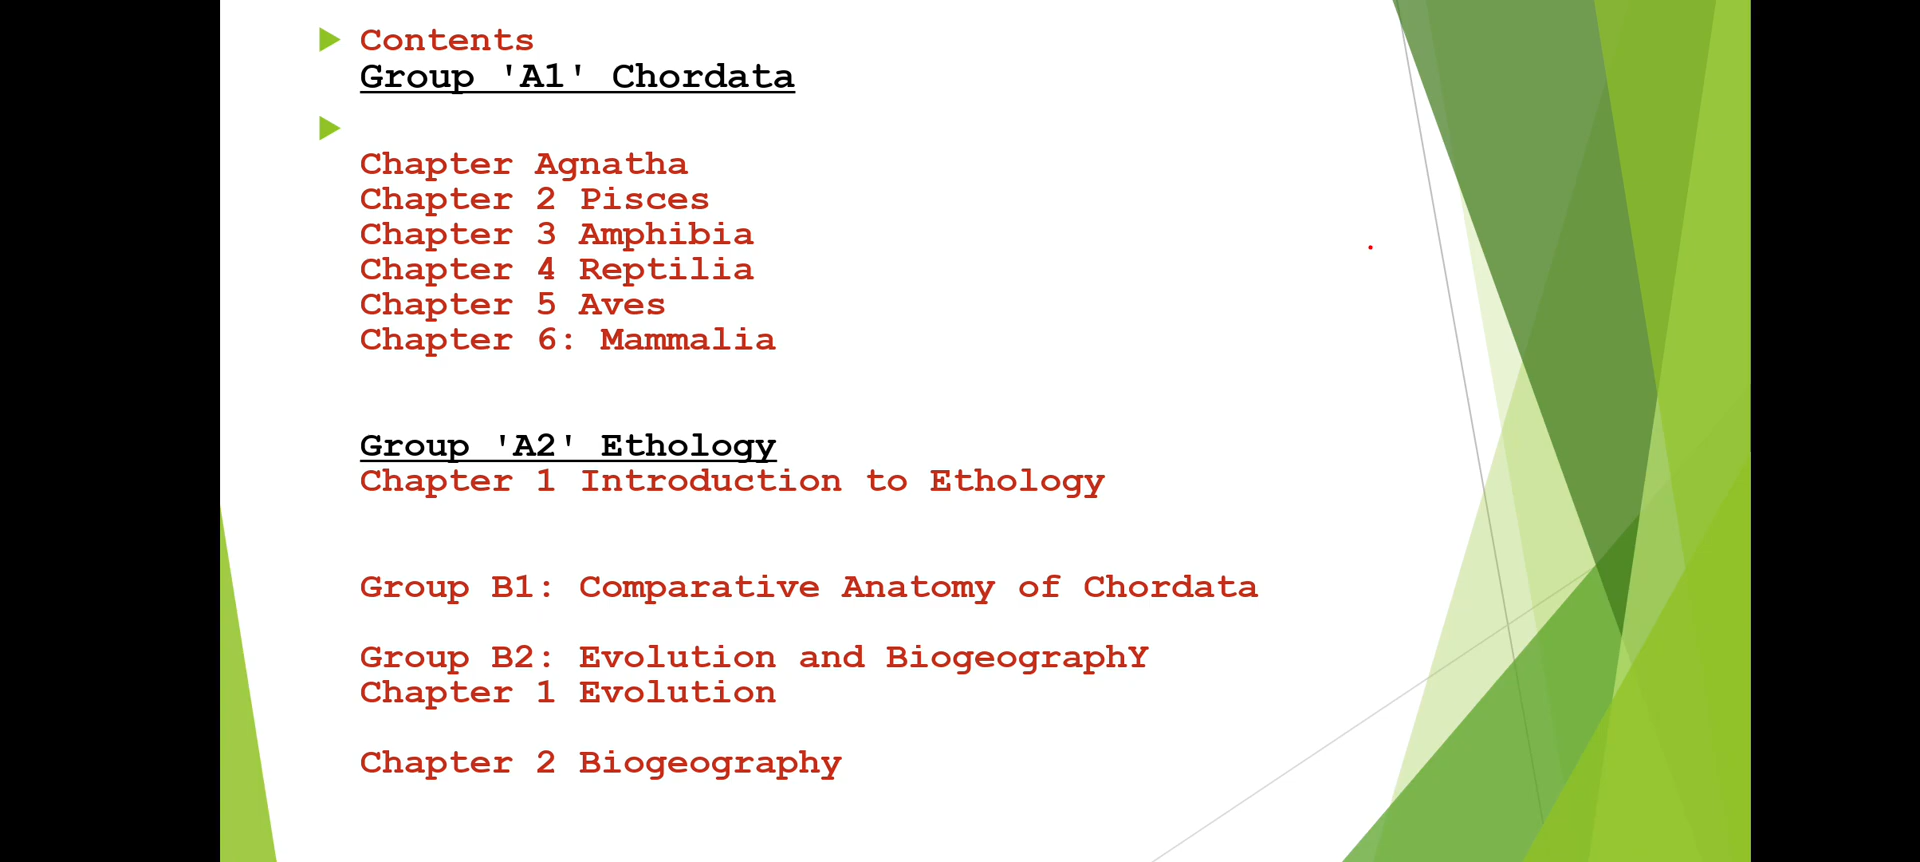 Contents
Group 'A1' Chordata
Chapter Agnatha
Chapter 2 Pisces
Chapter 3 Amphibia
Chapter 4 Reptilia
Chapter 5 Aves
Chapter 6: Mammalia
Group 'A2' Ethology
Chapter 1 Introduction to Ethology
Group B1: Comparative Anatomy of Chordata
Group B2: Evolution and BiogeographY
Chapter 1 Evolution
Chapter 2 Biogeography